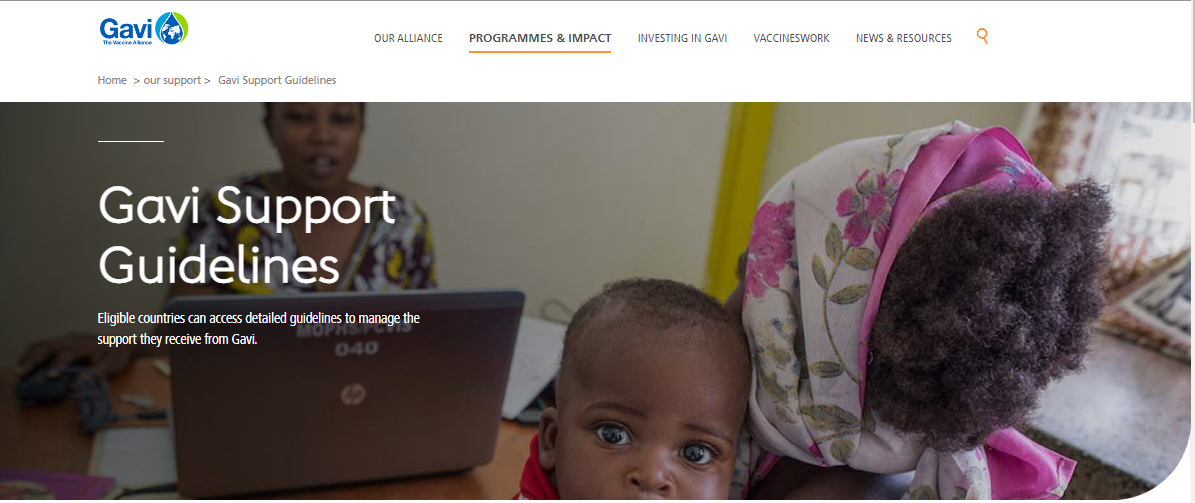 Gavi
The Vaccine Alliance
OUR ALLIANCE PROGRAMMES & IMPACT INVESTING IN GAVI VACCINESWORK NEWS & RESOURCES
Home > our support > Gavi Support Guidelines
Gavi Support
Guidelines
Eligible countries can access detailed guidelines to manage the
support they receive from Gavi.
040
hp